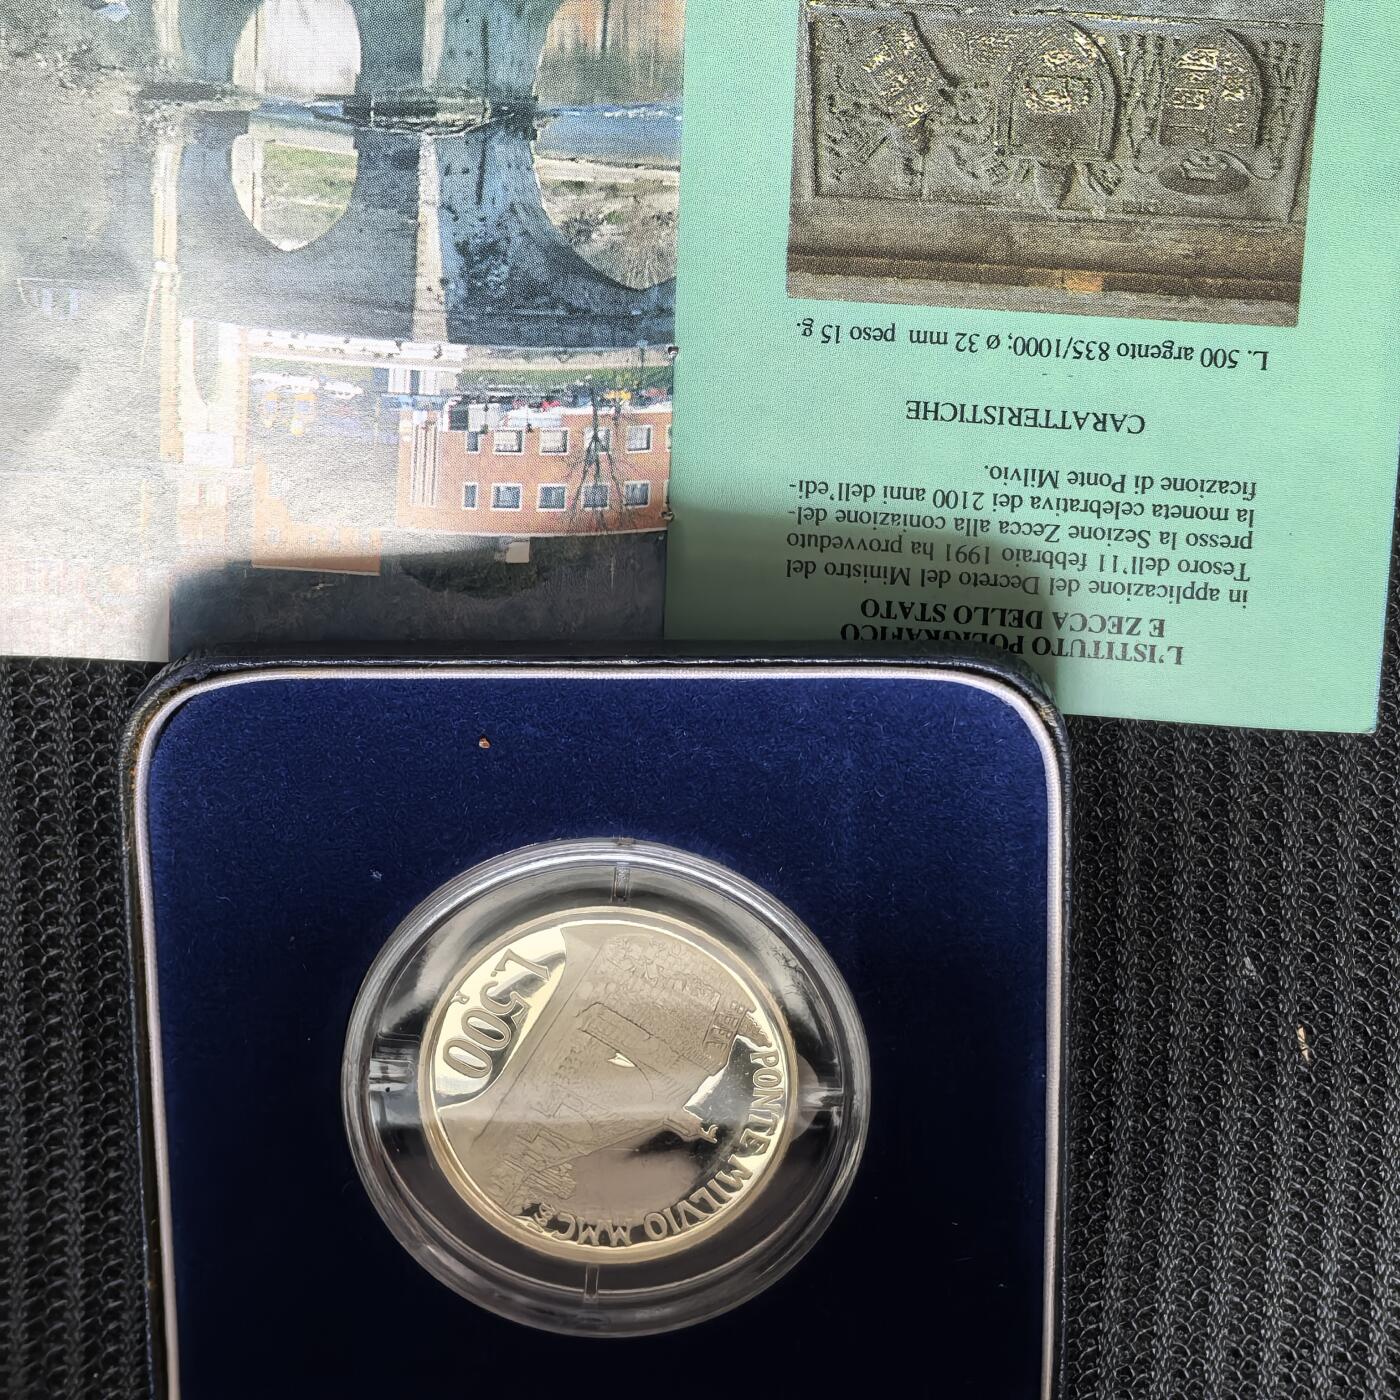 L'ISTITUTO POLIGRAFICO
E ZECCA DELLO STATO
in applicazione del Decreto del Ministro del
Tesoro dell'11 febbraio 1991 ha provveduto
presso la Sezione Zecca alla coniazione del-
la moneta celebrativa dei 2100 anni dell'edi-
ficazione di Ponte Milvio.
CARATTERISTICHE
L. 500 argento 835/1000; ø 32 mm peso 15 g.
PONTE MILVIO MMC
L.500
R